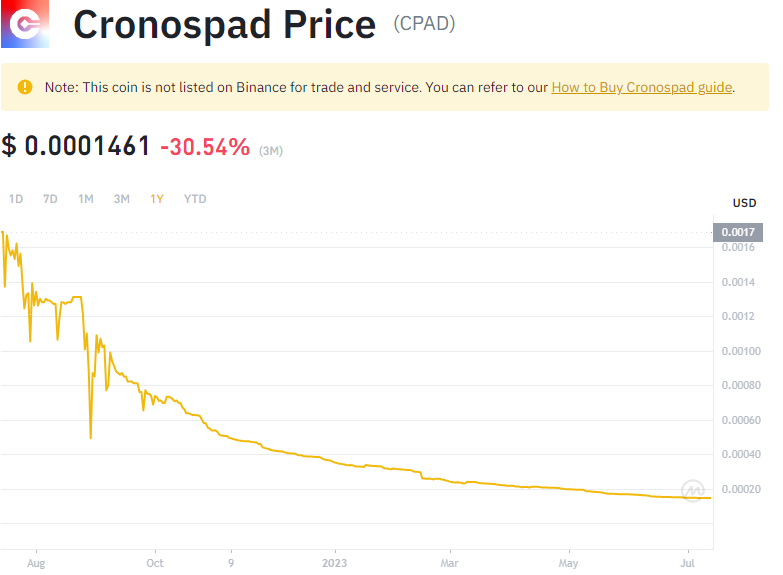 Cronospad Price (CPAD)
Note: This coin is not listed on Binance for trade and service. You can refer to our How to Buy Cronospad guide.
$ 0.0001461 -30.54% (3M)
1D 7D 1M 3M 1Y YTD
USD
0.0017
0.0016
0.0014
0.0012
0.00100
0.00080
0.00060
0.00040
0.00020
Aug Oct 9 2023 Mar May Jul